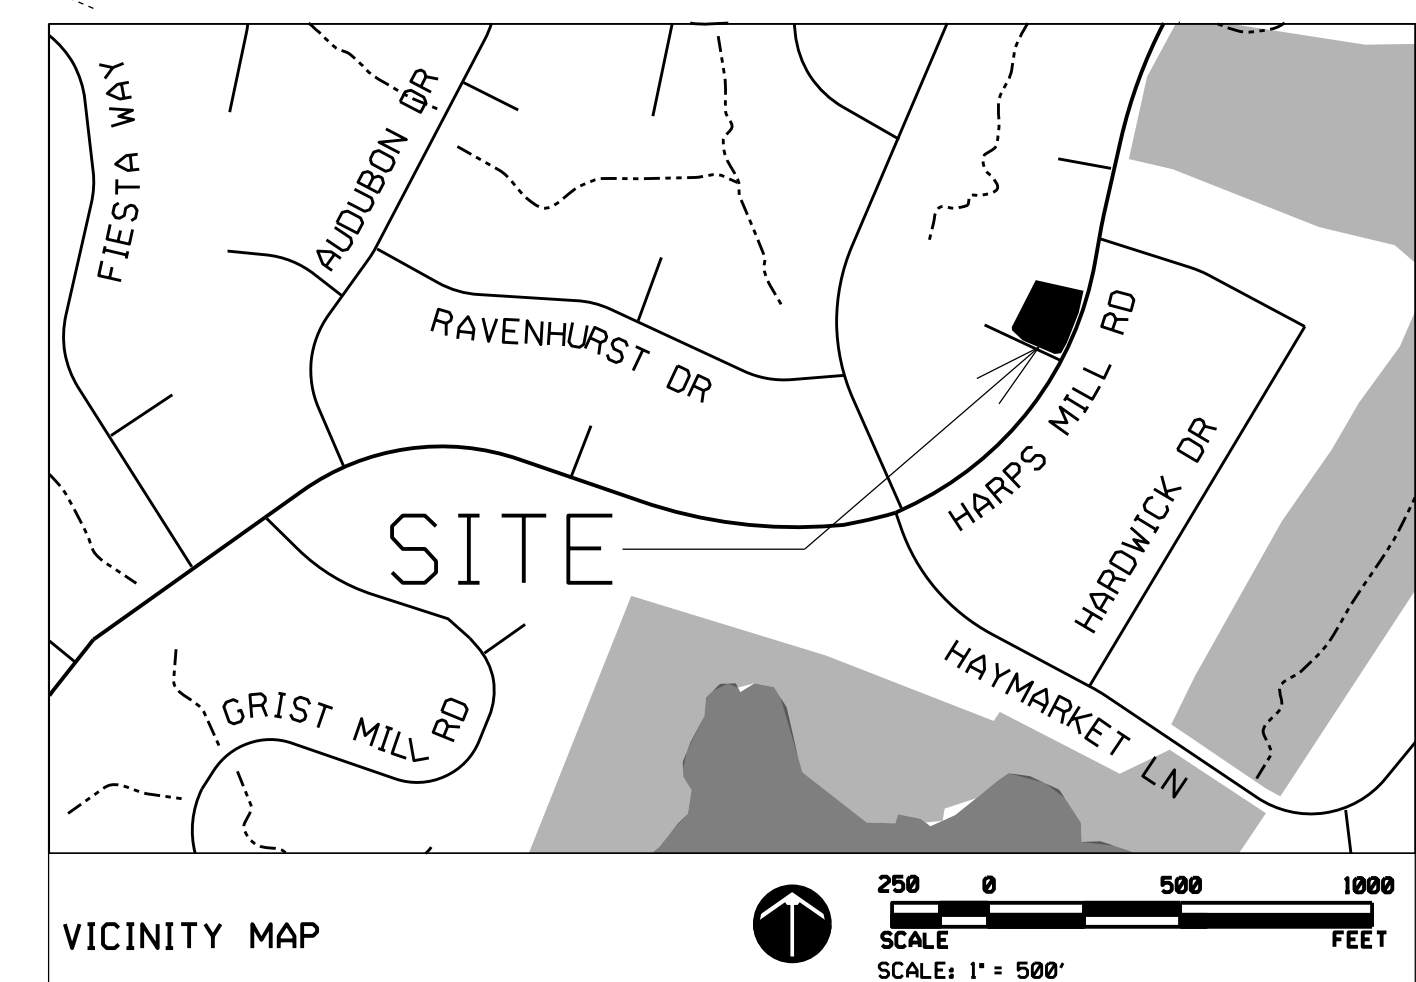 FIESTA WAY
AUDUBON DR
RAVENHURST DR
HARPS MILL RD
HARDWICK DR
SITE
HAYMARKET LN
GRIST MILL RD
VICINITY MAP
250 0 500 1000
SCALE FEET
SCALE: 1" = 500'